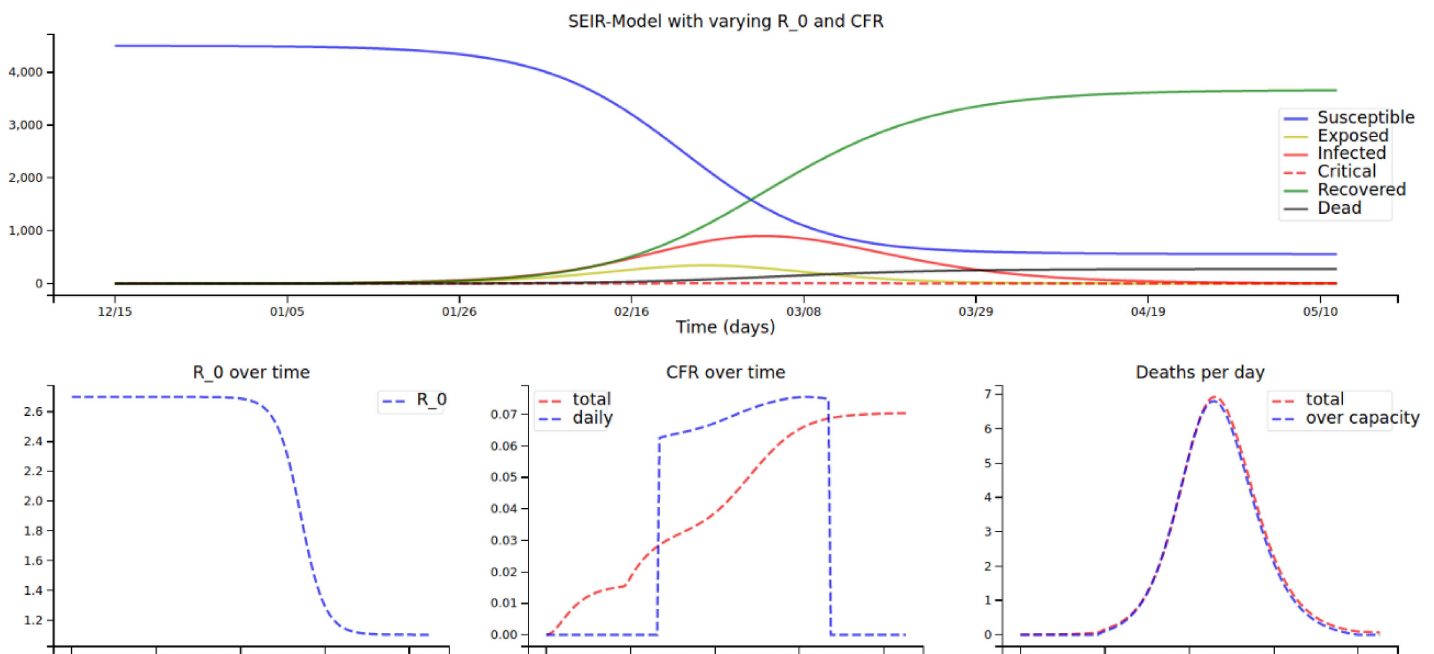 SEIR-Model with varying R_0 and CFR
4,000
3,000
2,000
1,000
0
Susceptible
Exposed
Infected
Critical
Recovered
Dead
12/15 01/05 01/26 02/16 03/08 03/29 04/19 05/10
Time (days)
R_0 over time
R_0
2.6
2.4
2.2
2.0
1.8
1.6
1.4
1.2
CFR over time
total
daily
0.07
0.06
0.05
0.04
0.03
0.02
0.01
0.00
Deaths per day
total
over capacity
7
6
5
4
3
2
1
0